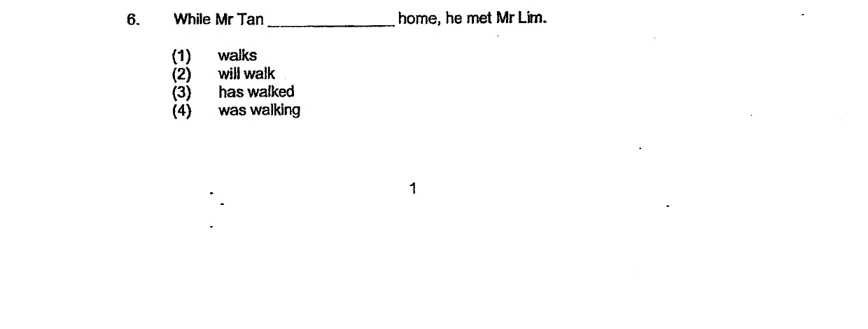 6. While Mr Tan ______________ home, he met Mr Lim.
(1) walks
(2) will walk
(3) has walked
(4) was walking
1